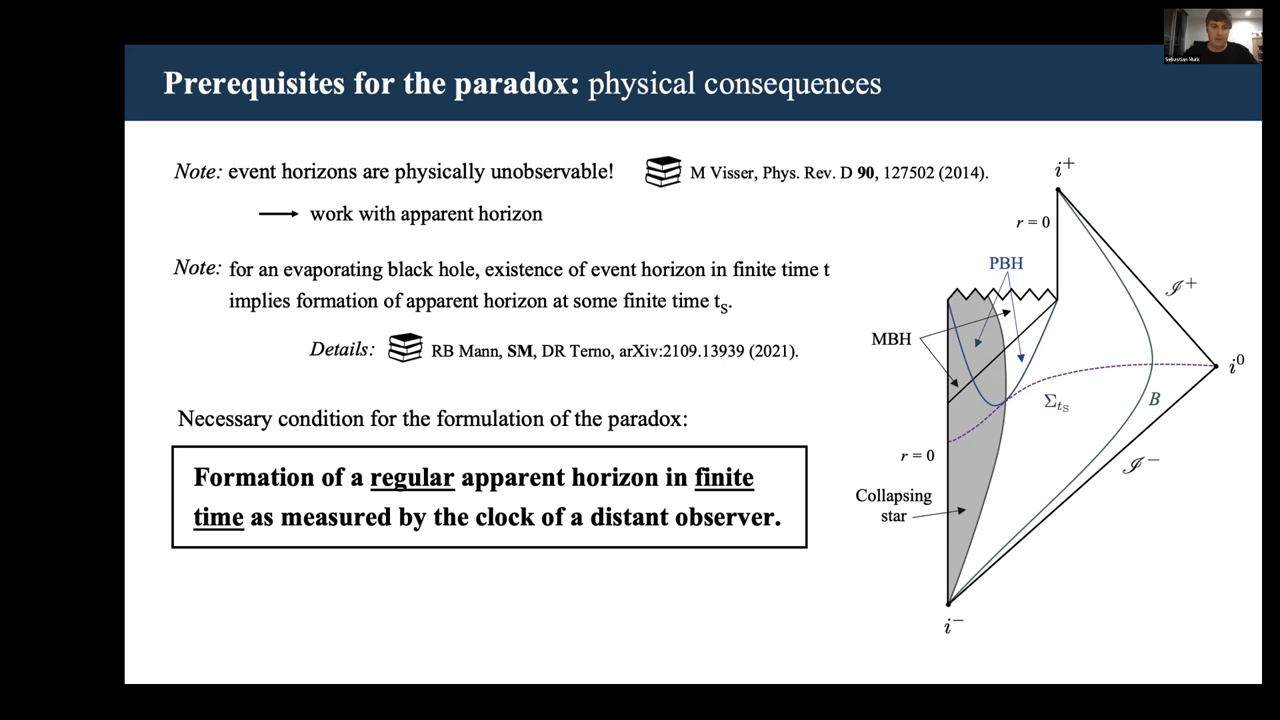 Prerequisites for the paradox: physical consequences
Sebastian Murk
Note: event horizons are physically unobservable!
M Visser, Phys. Rev. D 90, 127502 (2014).
work with apparent horizon
Note: for an evaporating black hole, existence of event horizon in finite time t
implies formation of apparent horizon at some finite time tS.
Details:
RB Mann, SM, DR Terno, arXiv:2109.13939 (2021).
Necessary condition for the formulation of the paradox:
Formation of a regular apparent horizon in finite
time as measured by the clock of a distant observer.
i+
r = 0
PBH
ℐ+
MBH
i0
ΣtS
B
r = 0
ℐ−
Collapsing
star
i−